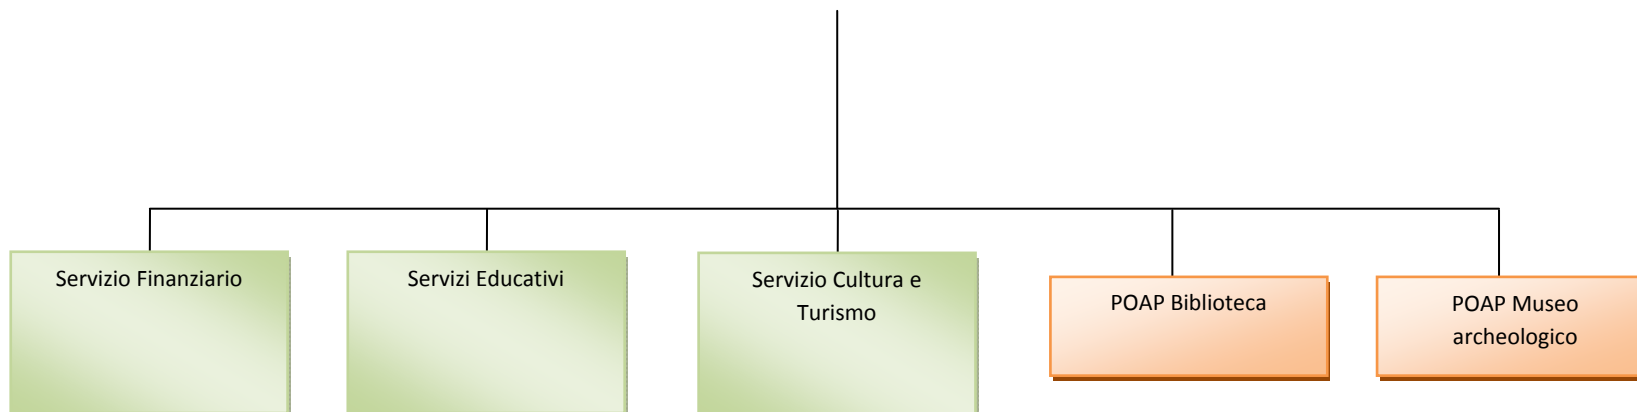 Servizio Finanziario
Servizi Educativi
Servizio Cultura e
Turismo
POAP Biblioteca
POAP Museo
archeologico